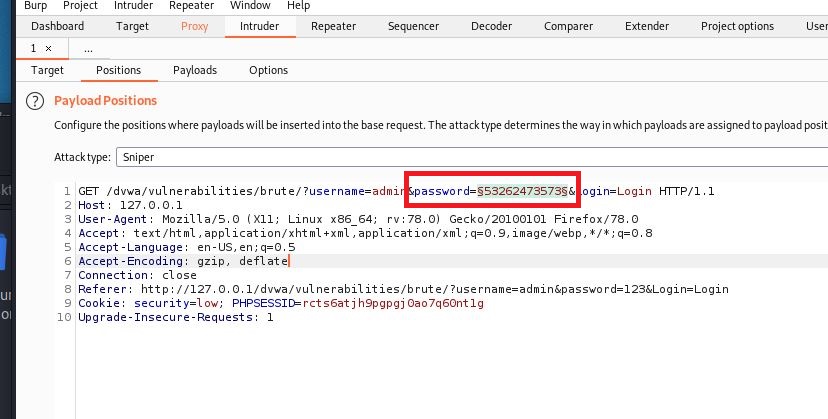 Burp Project Intruder Repeater Window Help
Dashboard Target Proxy Intruder Repeater Sequencer Decoder Comparer Extender Project options User
1 × ...
Target Positions Payloads Options
? Payload Positions
Configure the positions where payloads will be inserted into the base request. The attack type determines the way in which payloads are assigned to payload posit
Attack type: Sniper
1 GET /dvwa/vulnerabilities/brute/?username=admin&password=§53262473573§&Login=Login HTTP/1.1
2 Host: 127.0.0.1
3 User-Agent: Mozilla/5.0 (X11; Linux x86_64; rv:78.0) Gecko/20100101 Firefox/78.0
4 Accept: text/html,application/xhtml+xml,application/xml;q=0.9,image/webp,*/*;q=0.8
5 Accept-Language: en-US,en;q=0.5
6 Accept-Encoding: gzip, deflate
7 Connection: close
8 Referer: http://127.0.0.1/dvwa/vulnerabilities/brute/?username=admin&password=123&Login=Login
9 Cookie: security=low; PHPSESSID=rcts6atjh9pgpgj0ao7q60nt1g
10 Upgrade-Insecure-Requests: 1